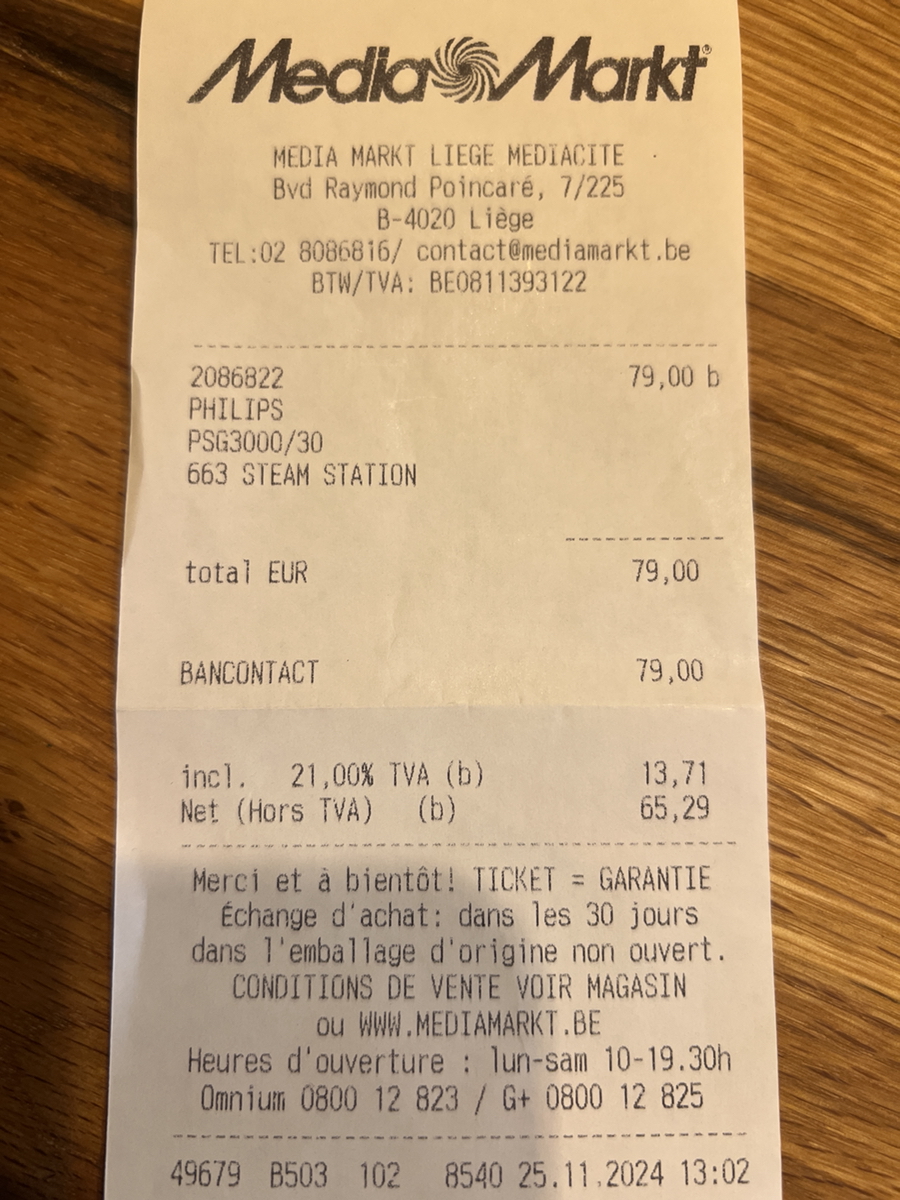 MediaMarkt®
MEDIA MARKT LIEGE MEDIACITE
Bvd Raymond Poincaré, 7/225
B-4020 Liège
TEL:02 8086816/ contact@mediamarkt.be
BTW/TVA: BE0811393122
2086822 79,00 b
PHILIPS
PSG3000/30
663 STEAM STATION
total EUR 79,00
BANCONTACT 79,00
incl. 21,00% TVA (b) 13,71
Net (Hors TVA) (b) 65,29
Merci et à bientôt! TICKET = GARANTIE
Échange d'achat: dans les 30 jours
dans l'emballage d'origine non ouvert.
CONDITIONS DE VENTE VOIR MAGASIN
ou WWW.MEDIAMARKT.BE
Heures d'ouverture : lun-sam 10-19.30h
Omnium 0800 12 823 / G+ 0800 12 825
49679 B503 102 8540 25.11.2024 13:02